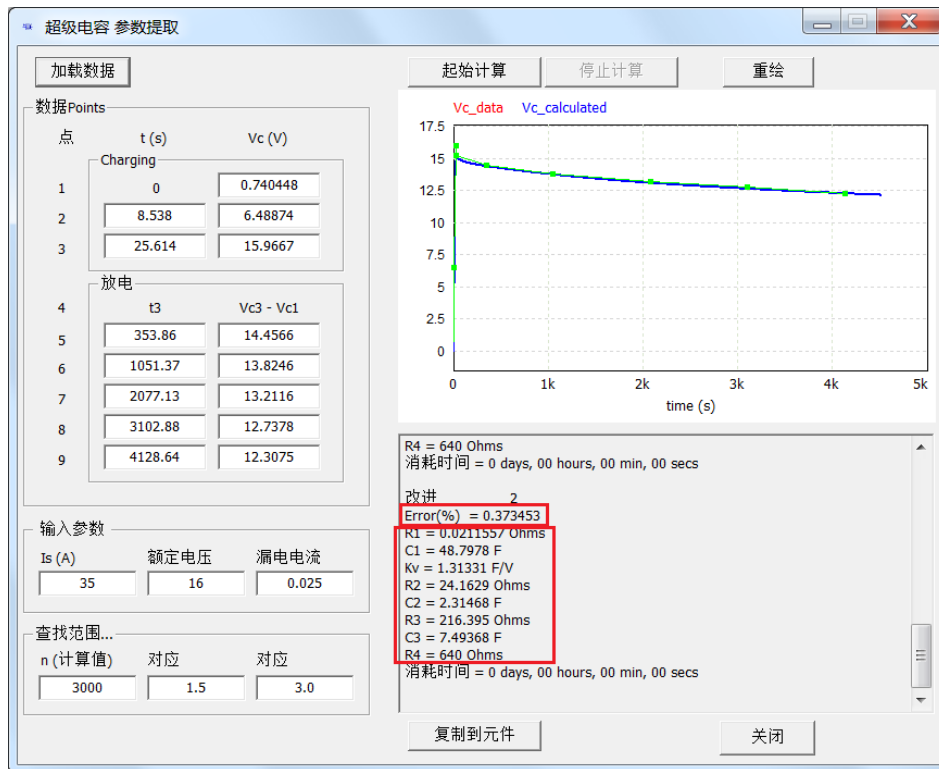 超级电容 参数提取
加载数据
起始计算
停止计算
重绘
数据Points
点 t (s) Vc (V)
Charging
1 0 0.740448
2 8.538 6.48874
3 25.614 15.9667
放电
4 t3 Vc3 - Vc1
5 353.86 14.4566
6 1051.37 13.8246
7 2077.13 13.2116
8 3102.88 12.7378
9 4128.64 12.3075
输入参数
Is (A) 额定电压 漏电电流
35 16 0.025
查找范围...
n (计算值) 对应 对应
3000 1.5 3.0
Vc_data Vc_calculated
17.5
15
12.5
10
7.5
5
2.5
0
0 1k 2k 3k 4k 5k
time (s)
R4 = 640 Ohms
消耗时间 = 0 days, 00 hours, 00 min, 00 secs
改进 2
Error(%) = 0.373453
R1 = 0.0211557 Ohms
C1 = 48.7978 F
Kv = 1.31331 F/V
R2 = 24.1629 Ohms
C2 = 2.31468 F
R3 = 216.395 Ohms
C3 = 7.49368 F
R4 = 640 Ohms
消耗时间 = 0 days, 00 hours, 00 min, 00 secs
复制到元件
关闭